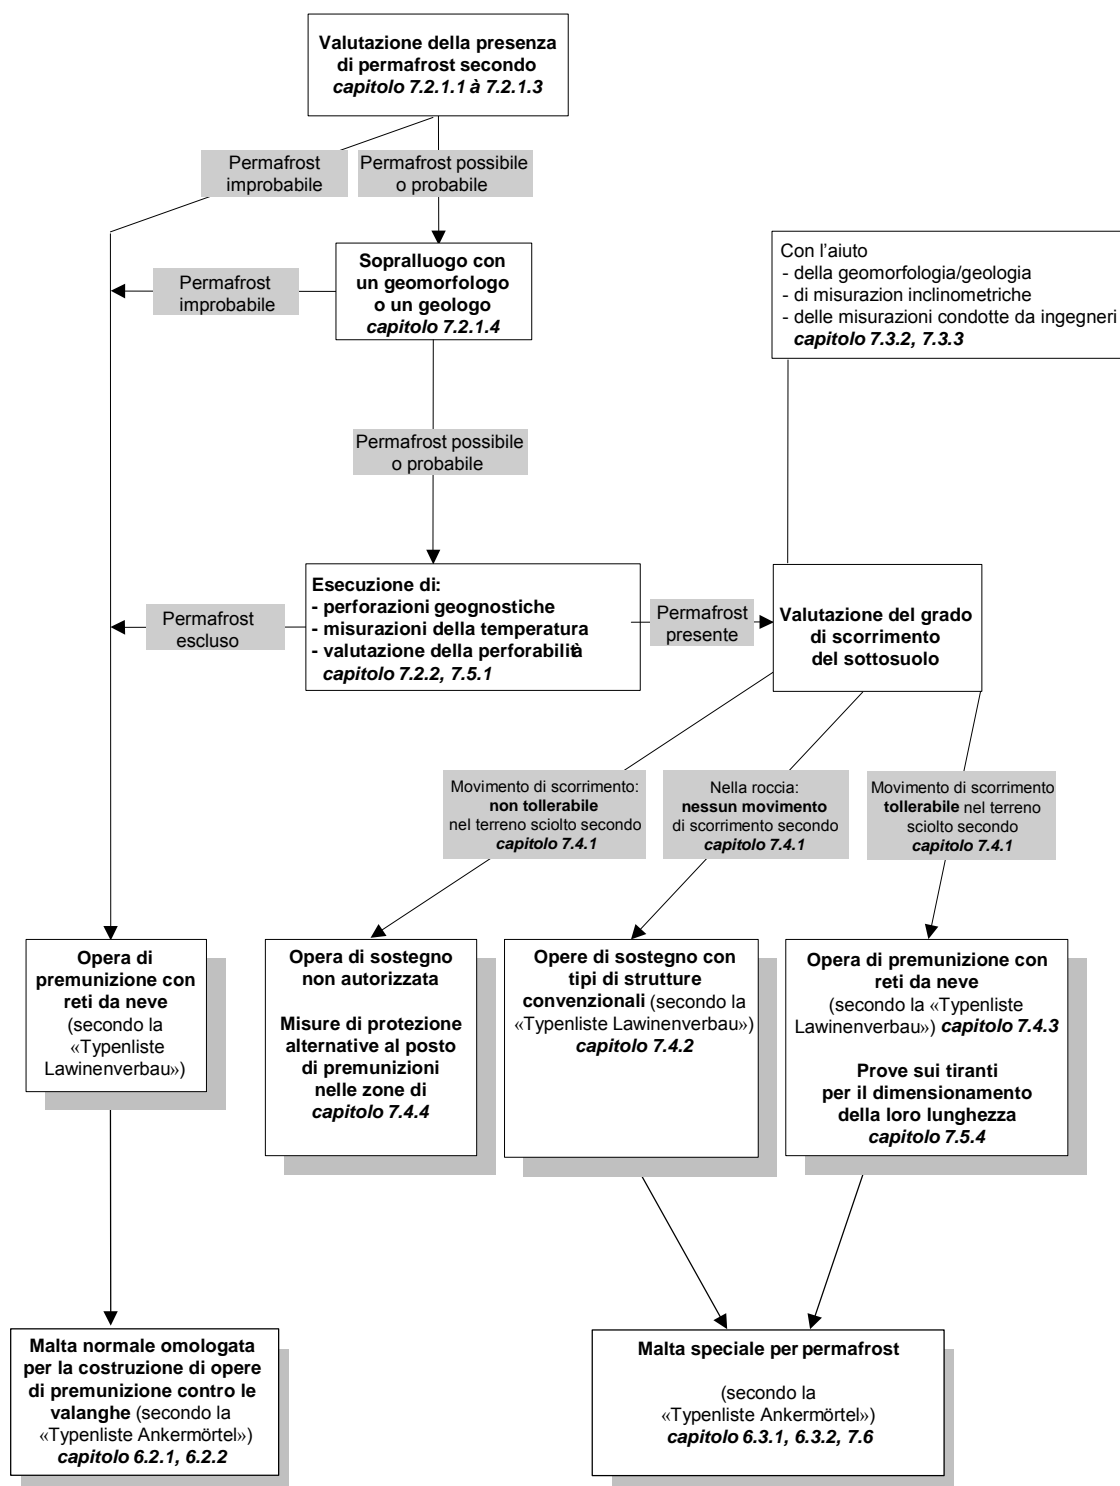 Valutazione della presenza
di permafrost secondo
capitolo 7.2.1.1 à 7.2.1.3
Permafrost
improbabile
Permafrost possibile
o probabile
Sopralluogo con
un geomorfologo
o un geologo
capitolo 7.2.1.4
Permafrost
improbabile
Con l'aiuto
- della geomorfologia/geologia
- di misurazion inclinometriche
- delle misurazioni condotte da ingegneri
capitolo 7.3.2, 7.3.3
Permafrost possibile
o probabile
Esecuzione di:
- perforazioni geognostiche
- misurazioni della temperatura
- valutazione della perforabilità
capitolo 7.2.2, 7.5.1
Permafrost
escluso
Permafrost
presente
Valutazione del grado
di scorrimento
del sottosuolo
Movimento di scorrimento:
non tollerabile
nel terreno sciolto secondo
capitolo 7.4.1
Nella roccia:
nessun movimento
di scorrimento secondo
capitolo 7.4.1
Movimento di scorrimento
tollerabile nel terreno
sciolto secondo
capitolo 7.4.1
Opera di
premunizione con
reti da neve
(secondo la
«Typenliste
Lawinenverbau»)
Opera di sostegno
non autorizzata
Misure di protezione
alternative al posto
di premunizioni
nelle zone di
capitolo 7.4.4
Opere di sostegno con
tipi di strutture
convenzionali (secondo la
«Typenliste Lawinenverbau»)
capitolo 7.4.2
Opera di premunizione con
reti da neve
(secondo la «Typenliste
Lawinenverbau») capitolo 7.4.3
Prove sui tiranti
per il dimensionamento
della loro lunghezza
capitolo 7.5.4
Malta normale omologata
per la costruzione di opere
di premunizione contro le
valanghe (secondo la
«Typenliste Ankermörtel»)
capitolo 6.2.1, 6.2.2
Malta speciale per permafrost
(secondo la
«Typenliste Ankermörtel»)
capitolo 6.3.1, 6.3.2, 7.6